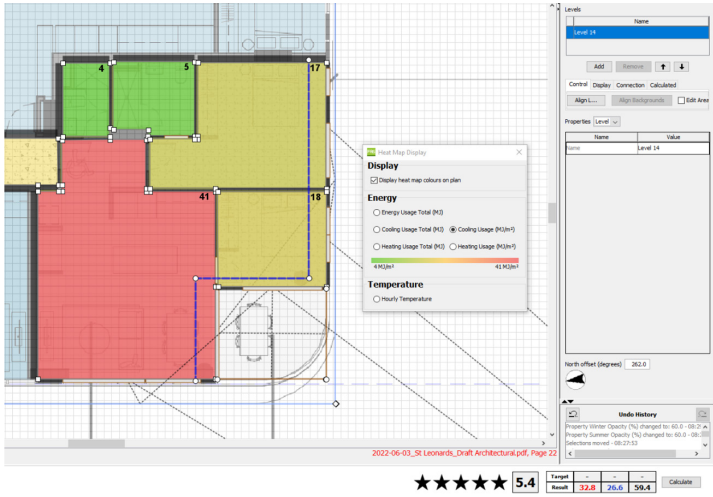 4
5
17
41
18
Heat Map Display
Display
Display heat map colours on plan
Energy
Energy Usage Total (MJ)
Cooling Usage Total (MJ) Cooling Usage (MJ/m²)
Heating Usage Total (MJ) Heating Usage (MJ/m²)
4 MJ/m² 41 MJ/m²
Temperature
Hourly Temperature
2022-06-03_St Leonards_Draft Architectural.pdf, Page 22
Levels
Name
Level 14
Add Remove
Control Display Connection Calculated
Align L... Align Backgrounds Edit Area
Properties Level
Name Value
Name Level 14
North offset (degrees) 262.0
Undo History
Property Winter Opacity (%) changed to: 60.0 - 08:2
Property Summer Opacity (%) changed to: 60.0 - 08:
Selections moved - 08:27:53
5.4
Target - - -
Result 32.8 26.6 59.4
Calculate